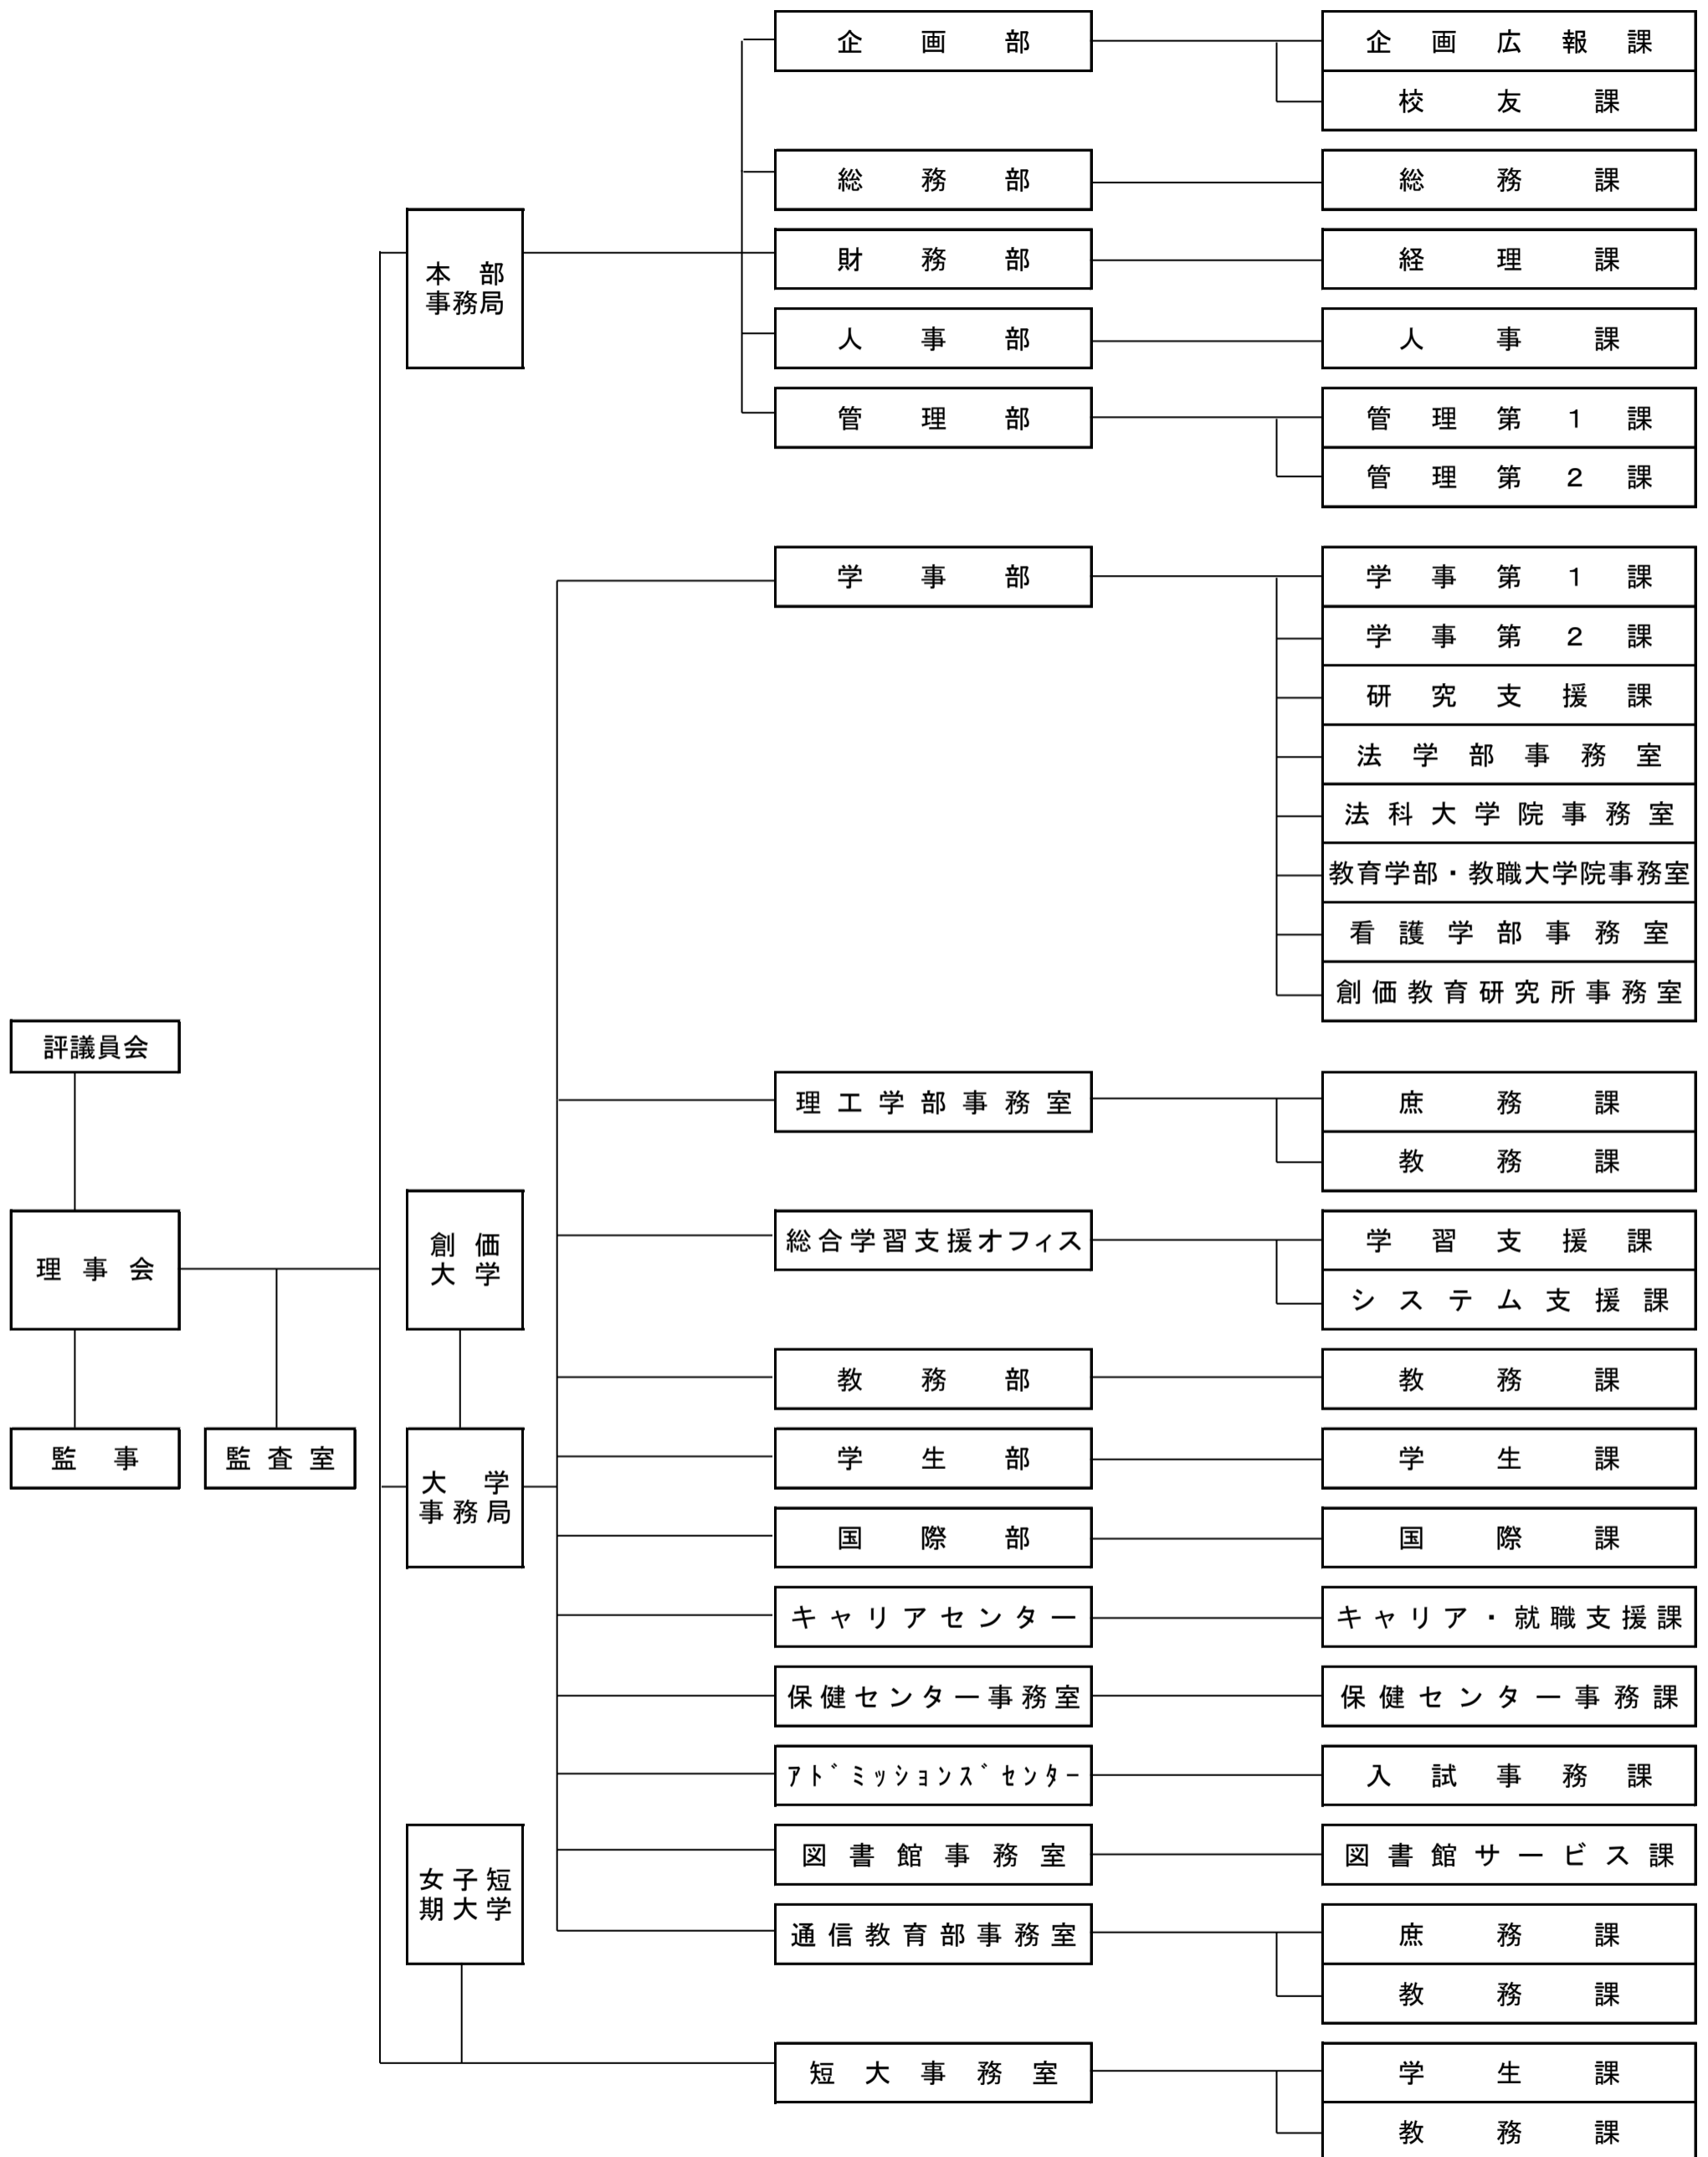 企画部
企画広報課
校友課
総務部
総務課
本部
事務局
財務部
経理課
人事部
人事課
管理部
管理第1課
管理第2課
学事部
学事第1課
学事第2課
研究支援課
法学部事務室
法科大学院事務室
教育学部・教職大学院事務室
看護学部事務室
創価教育研究所事務室
評議員会
理工学部事務室
庶務課
教務課
理事会
創価
大学
総合学習支援オフィス
学習支援課
システム支援課
教務部
教務課
監事
監査室
大学
事務局
学生部
学生課
国際部
国際課
キャリアセンター
キャリア・就職支援課
保健センター事務室
保健センター事務課
アドミッションズセンター
入試事務課
女子短
期大学
図書館事務室
図書館サービス課
通信教育部事務室
庶務課
教務課
短大事務室
学生課
教務課